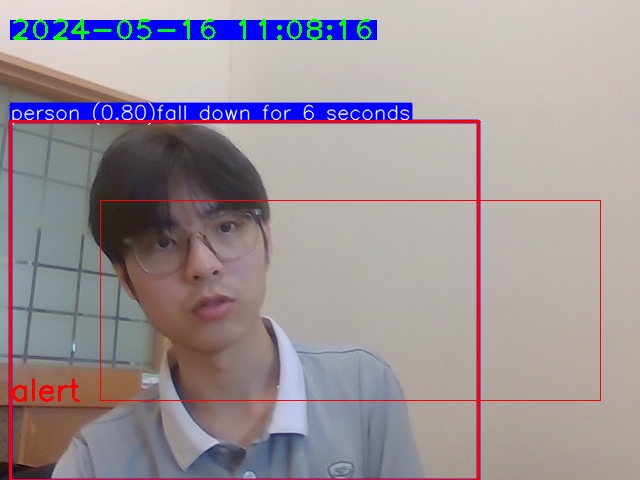 2024-05-16 11:08:16
person (0.80)fall down for 6 seconds
alert